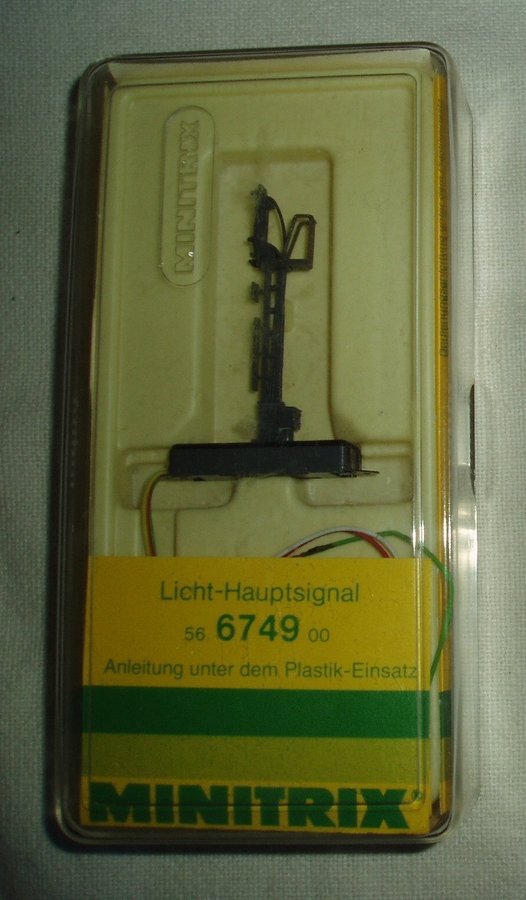 MINITRIX
Licht-Hauptsignal
56 6749 00
Anleitung unter dem Plastik-Einsatz
MINITRIX®